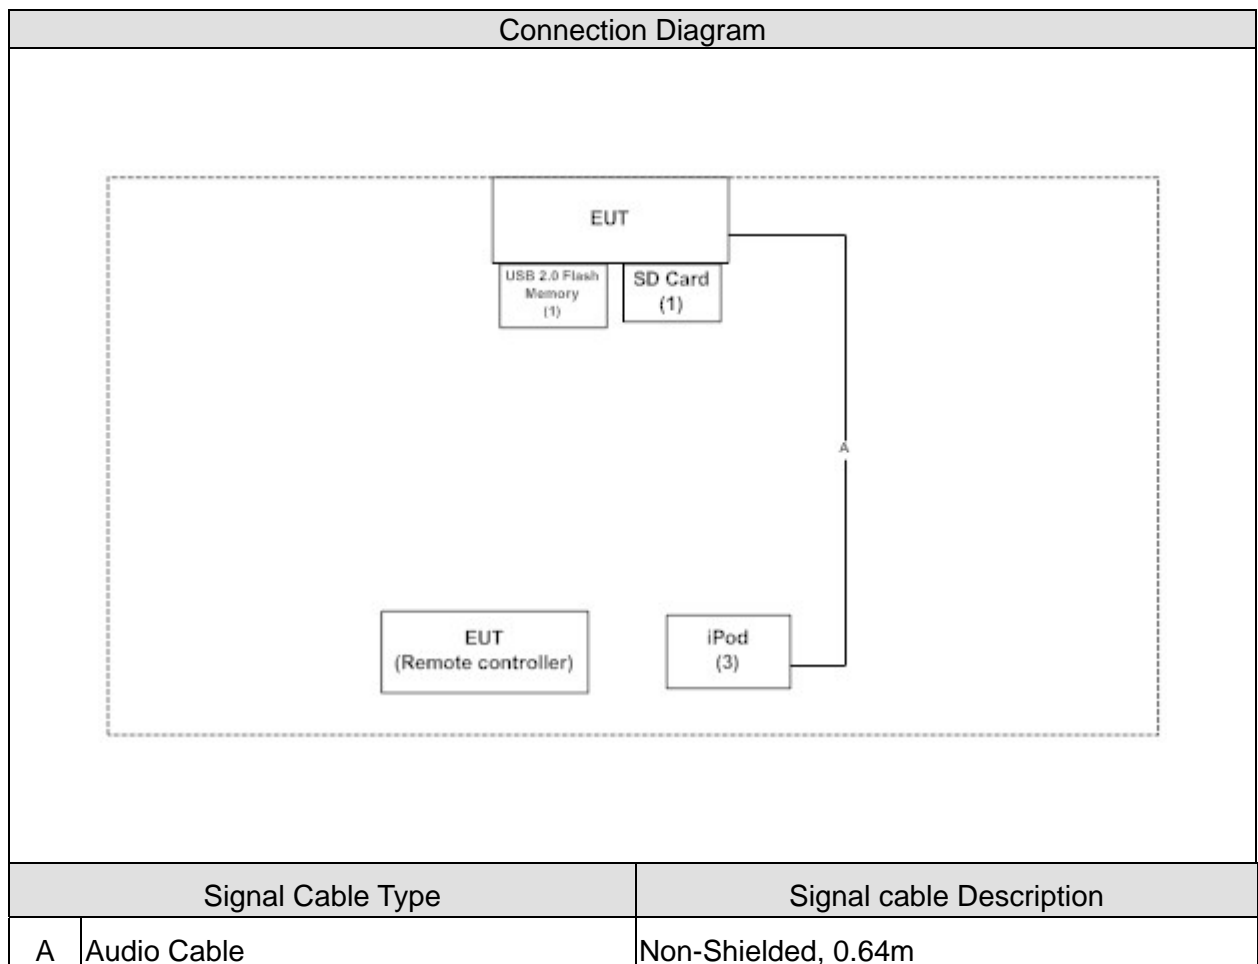 Connection Diagram
EUT
USB 2.0 Flash
Memory
(1)
SD Card
(1)
A
EUT
(Remote controller)
iPod
(3)
Signal Cable Type
Signal cable Description
A
Audio Cable
Non-Shielded, 0.64m